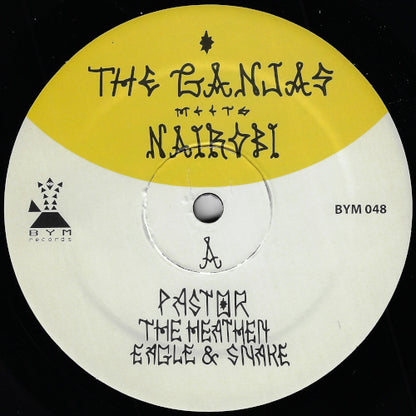 THE GANJAS
MEETS
NAIROBI
BYM
records
BYM 048
A
PASTOR
THE HEATHEN
EAGLE & SNAKE